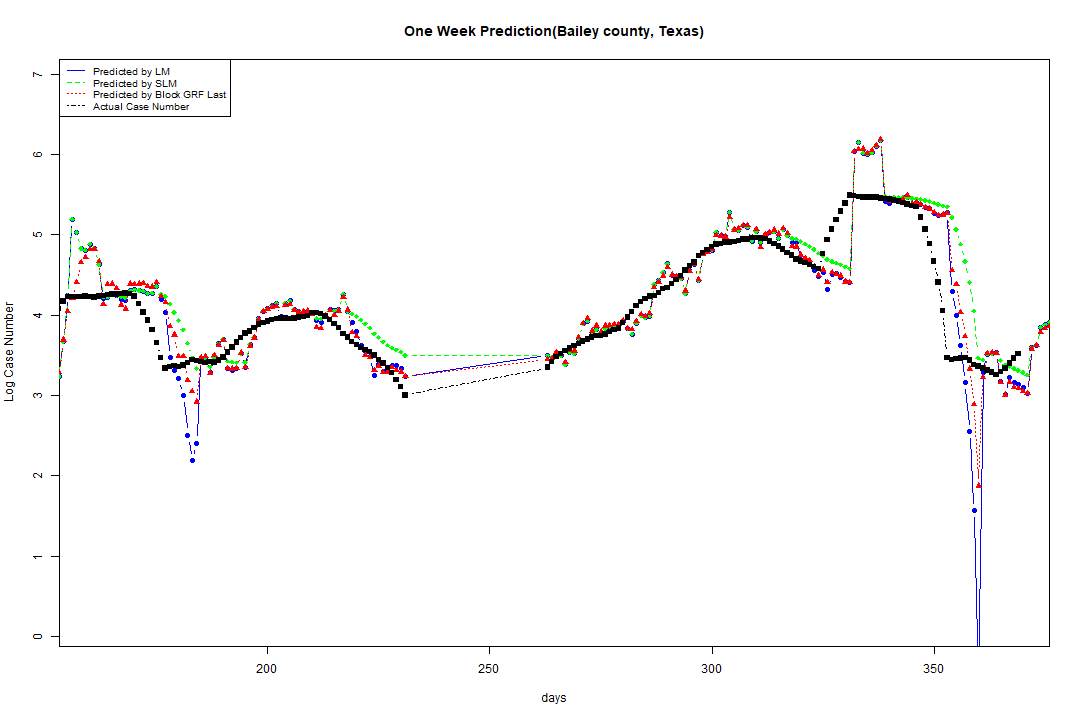 One Week Prediction(Bailey county, Texas)
Predicted by LM
Predicted by SLM
Predicted by Block GRF Last
Actual Case Number
Log Case Number
7
6
5
4
3
2
1
0
200 250 300 350
days